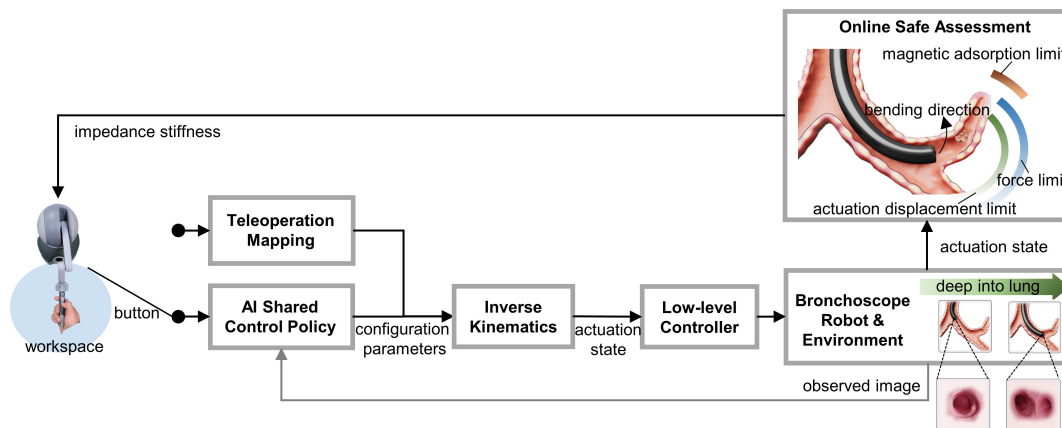 Online Safe Assessment
magnetic adsorption limit
bending direction
force limit
actuation displacement limit
impedance stiffness
actuation state
Teleoperation
Mapping
button
workspace
AI Shared
Control Policy
configuration
parameters
Inverse
Kinematics
actuation
state
Low-level
Controller
Bronchoscope
Robot &
Environment
deep into lung
observed image